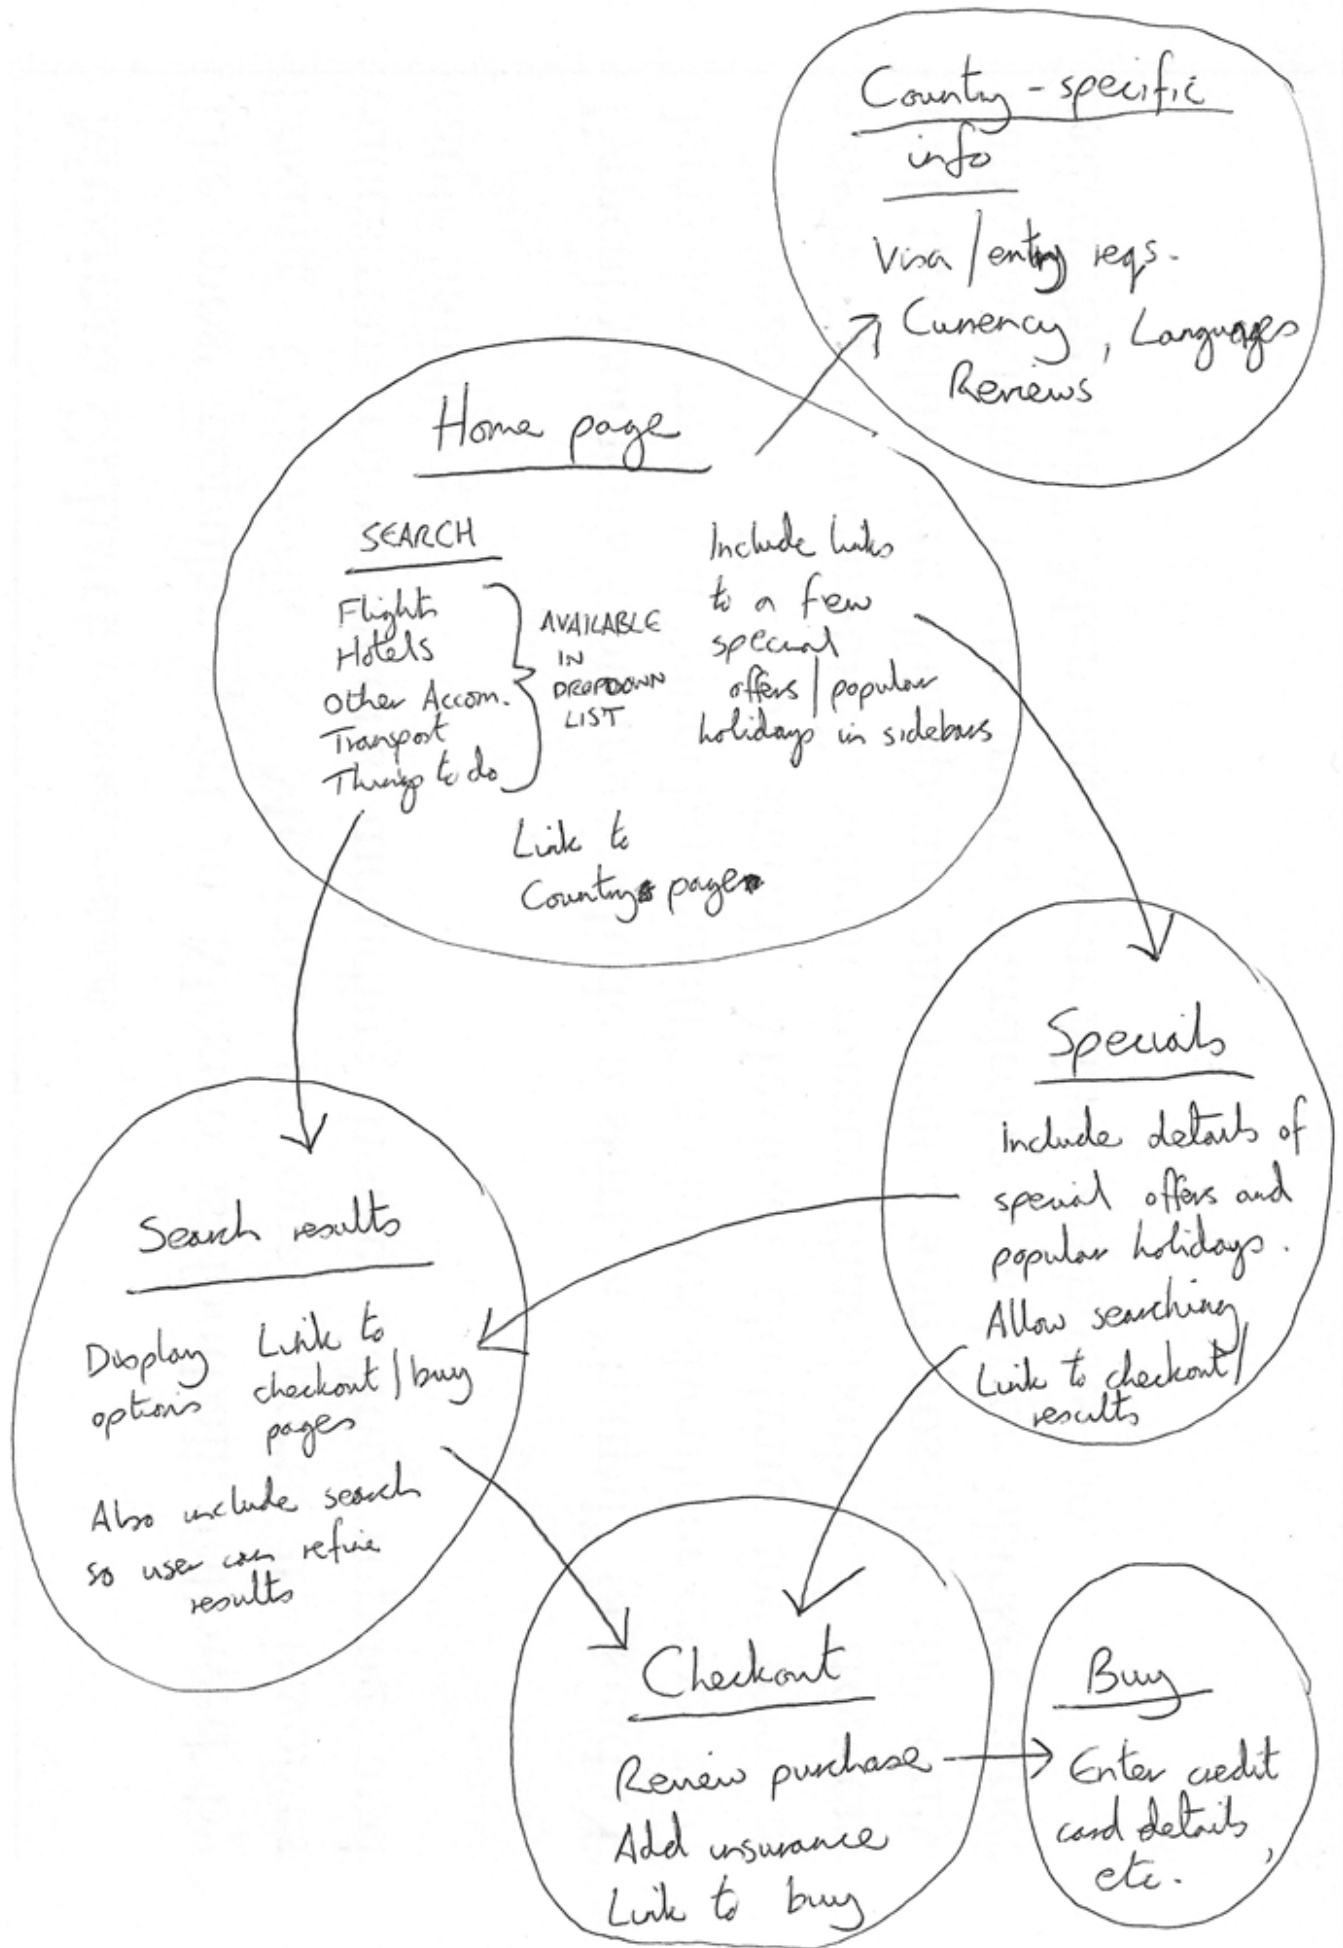 Country-specific
info
Visa/entry reqs.
Currency, Languages
Reviews
Home page
SEARCH
Flights
Hotels
Other Accom.
Transport
Things to do
AVAILABLE
IN
DROPDOWN
LIST
Include links
to a few
special
offers/popular
holidays in sidebars
Link to
Country page
Specials
Include details of
special offers and
popular holidays.
Allow searching
Link to checkout/
results
Search results
Display
options
Link to
checkout/buy
pages
Also include search
so user can refine
results
Checkout
Review purchase
Add insurance
Link to buy
Buy
Enter credit
card details,
etc.